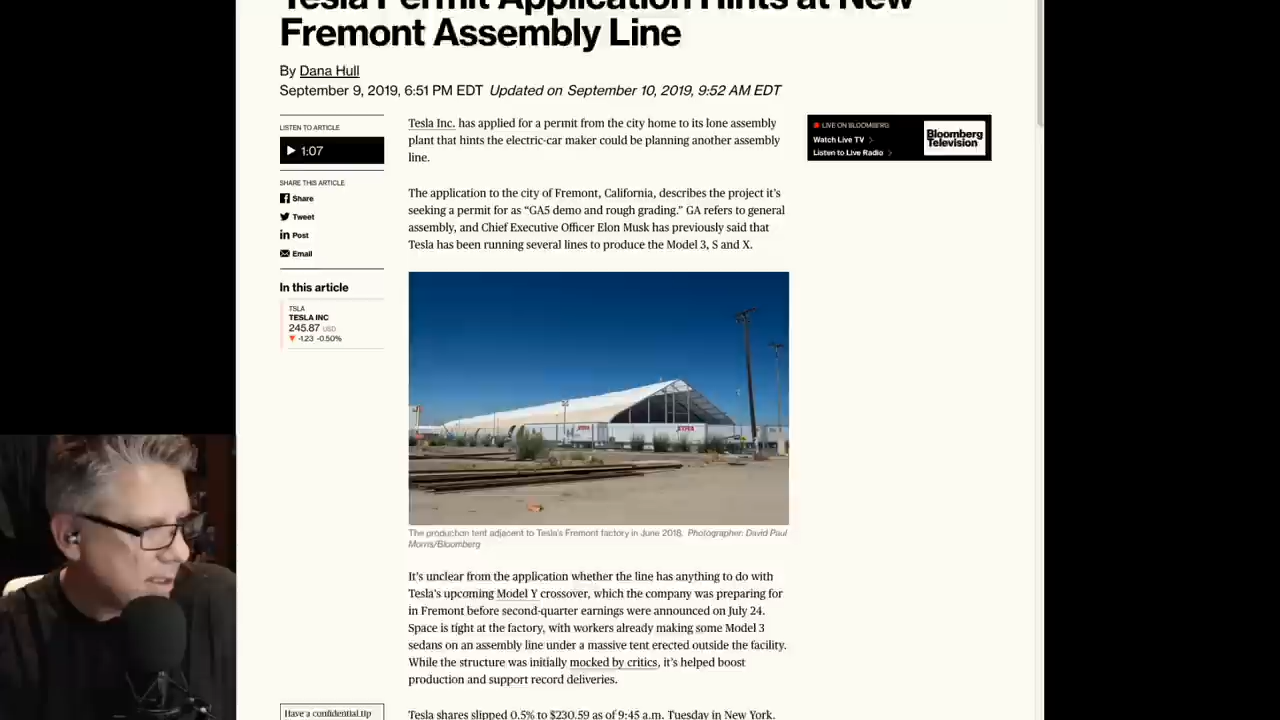 Tesla Permit Application Hints at New
Fremont Assembly Line
By Dana Hull
September 9, 2019, 6:51 PM EDT Updated on September 10, 2019, 9:52 AM EDT
LISTEN TO ARTICLE
1:07
SHARE THIS ARTICLE
Share
Tweet
Post
Email
In this article
TSLA
TESLA INC
245.87 USD
▼ -1.23 -0.50%
Tesla Inc. has applied for a permit from the city home to its lone assembly
plant that hints the electric-car maker could be planning another assembly
line.
The application to the city of Fremont, California, describes the project it's
seeking a permit for as “GA5 demo and rough grading.” GA refers to general
assembly, and Chief Executive Officer Elon Musk has previously said that
Tesla has been running several lines to produce the Model 3, S and X.
The production tent adjacent to Tesla's Fremont factory in June 2018. Photographer: David Paul
Morris/Bloomberg
It's unclear from the application whether the line has anything to do with
Tesla's upcoming Model Y crossover, which the company was preparing for
in Fremont before second-quarter earnings were announced on July 24.
Space is tight at the factory, with workers already making some Model 3
sedans on an assembly line under a massive tent erected outside the facility.
While the structure was initially mocked by critics, it's helped boost
production and support record deliveries.
Tesla shares slipped 0.5% to $230.59 as of 9:45 a.m. Tuesday in New York.
Have a confidential tip
LIVE ON BLOOMBERG
Watch Live TV >
Listen to Live Radio >
Bloomberg
Television